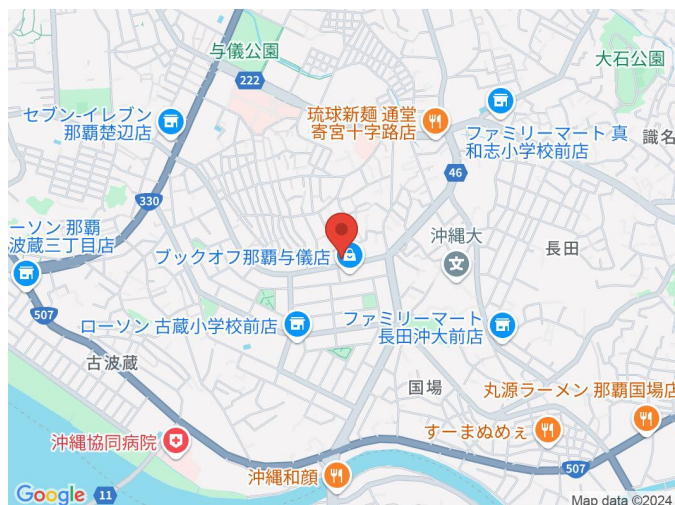 与儀公園
大石公園
222
セブン-イレブン
那覇楚辺店
琉球新麺 通堂
寄宮十字路店
ファミリーマート 真
和志小学校前店
識名
46
330
ーソン 那覇
波蔵三丁目店
ブックオフ那覇与儀店
沖縄大
長田
507
ローソン 古蔵小学校前店
ファミリーマート
長田沖大前店
古波蔵
国場
丸源ラーメン 那覇国場店
すーまぬめぇ
沖縄協同病院
507
沖縄和顔
Google
11
Map data ©2024